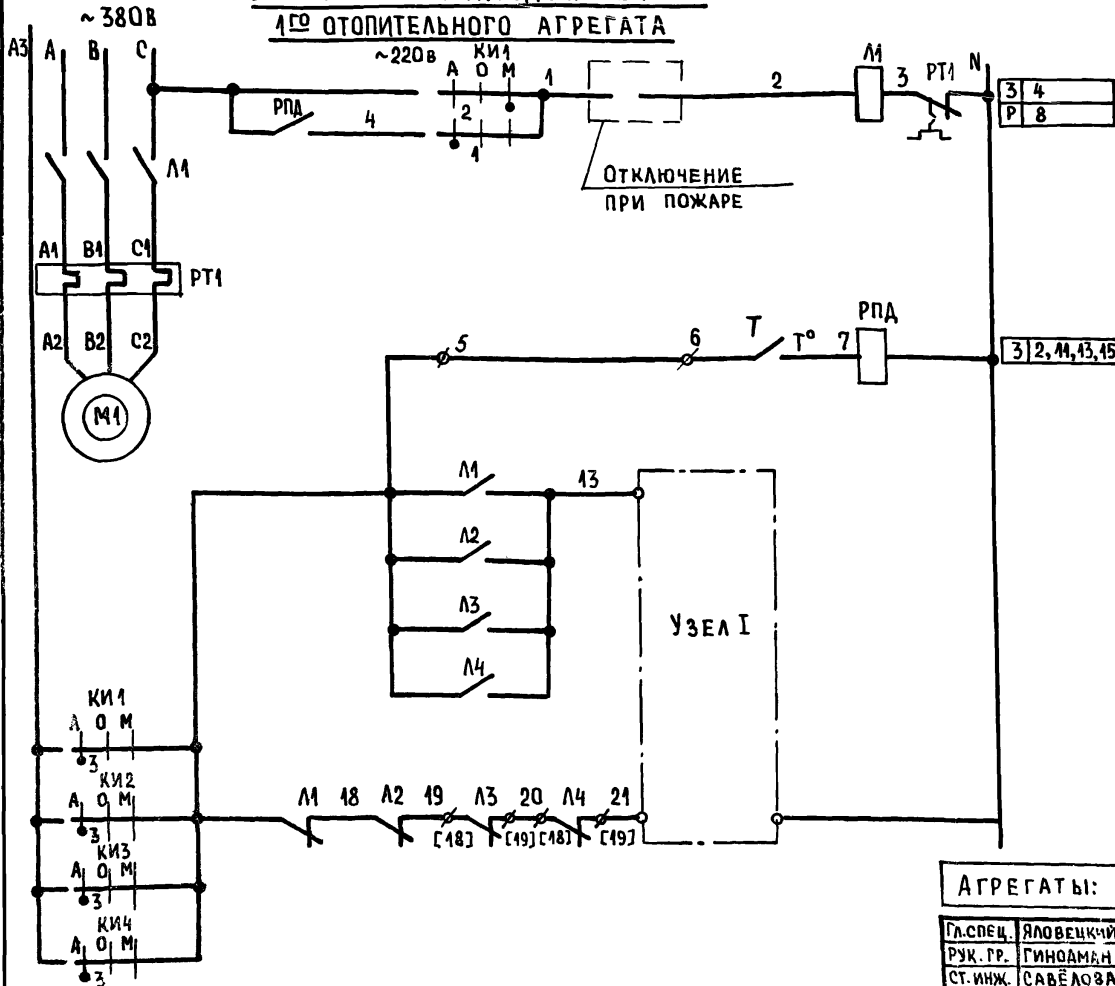 1го отопительного агрегата
~380В
А3 А В С
~220В
КИ1
А О М
1
2
Л1
3
РТ1
N
3 4
Р 8
РПД
4
2
1
Отключение
при пожаре
Л1
А1 В1 С1
РТ1
А2 В2 С2
М1
5
6
Т
Т°
7
РПД
3 2, 11, 13, 15
Л1
13
Л2
Л3
Л4
Узел I
КИ1
А О М
3
КИ2
А О М
3
КИ3
А О М
3
КИ4
А О М
3
Л1 18 Л2 19 Л3 20 Л4 21
[18] [19] [18] [19]
Агрегаты:
Гл.спец. Яловецкий
Рук. гр. Гиноаман
Ст. инж. Савёлова